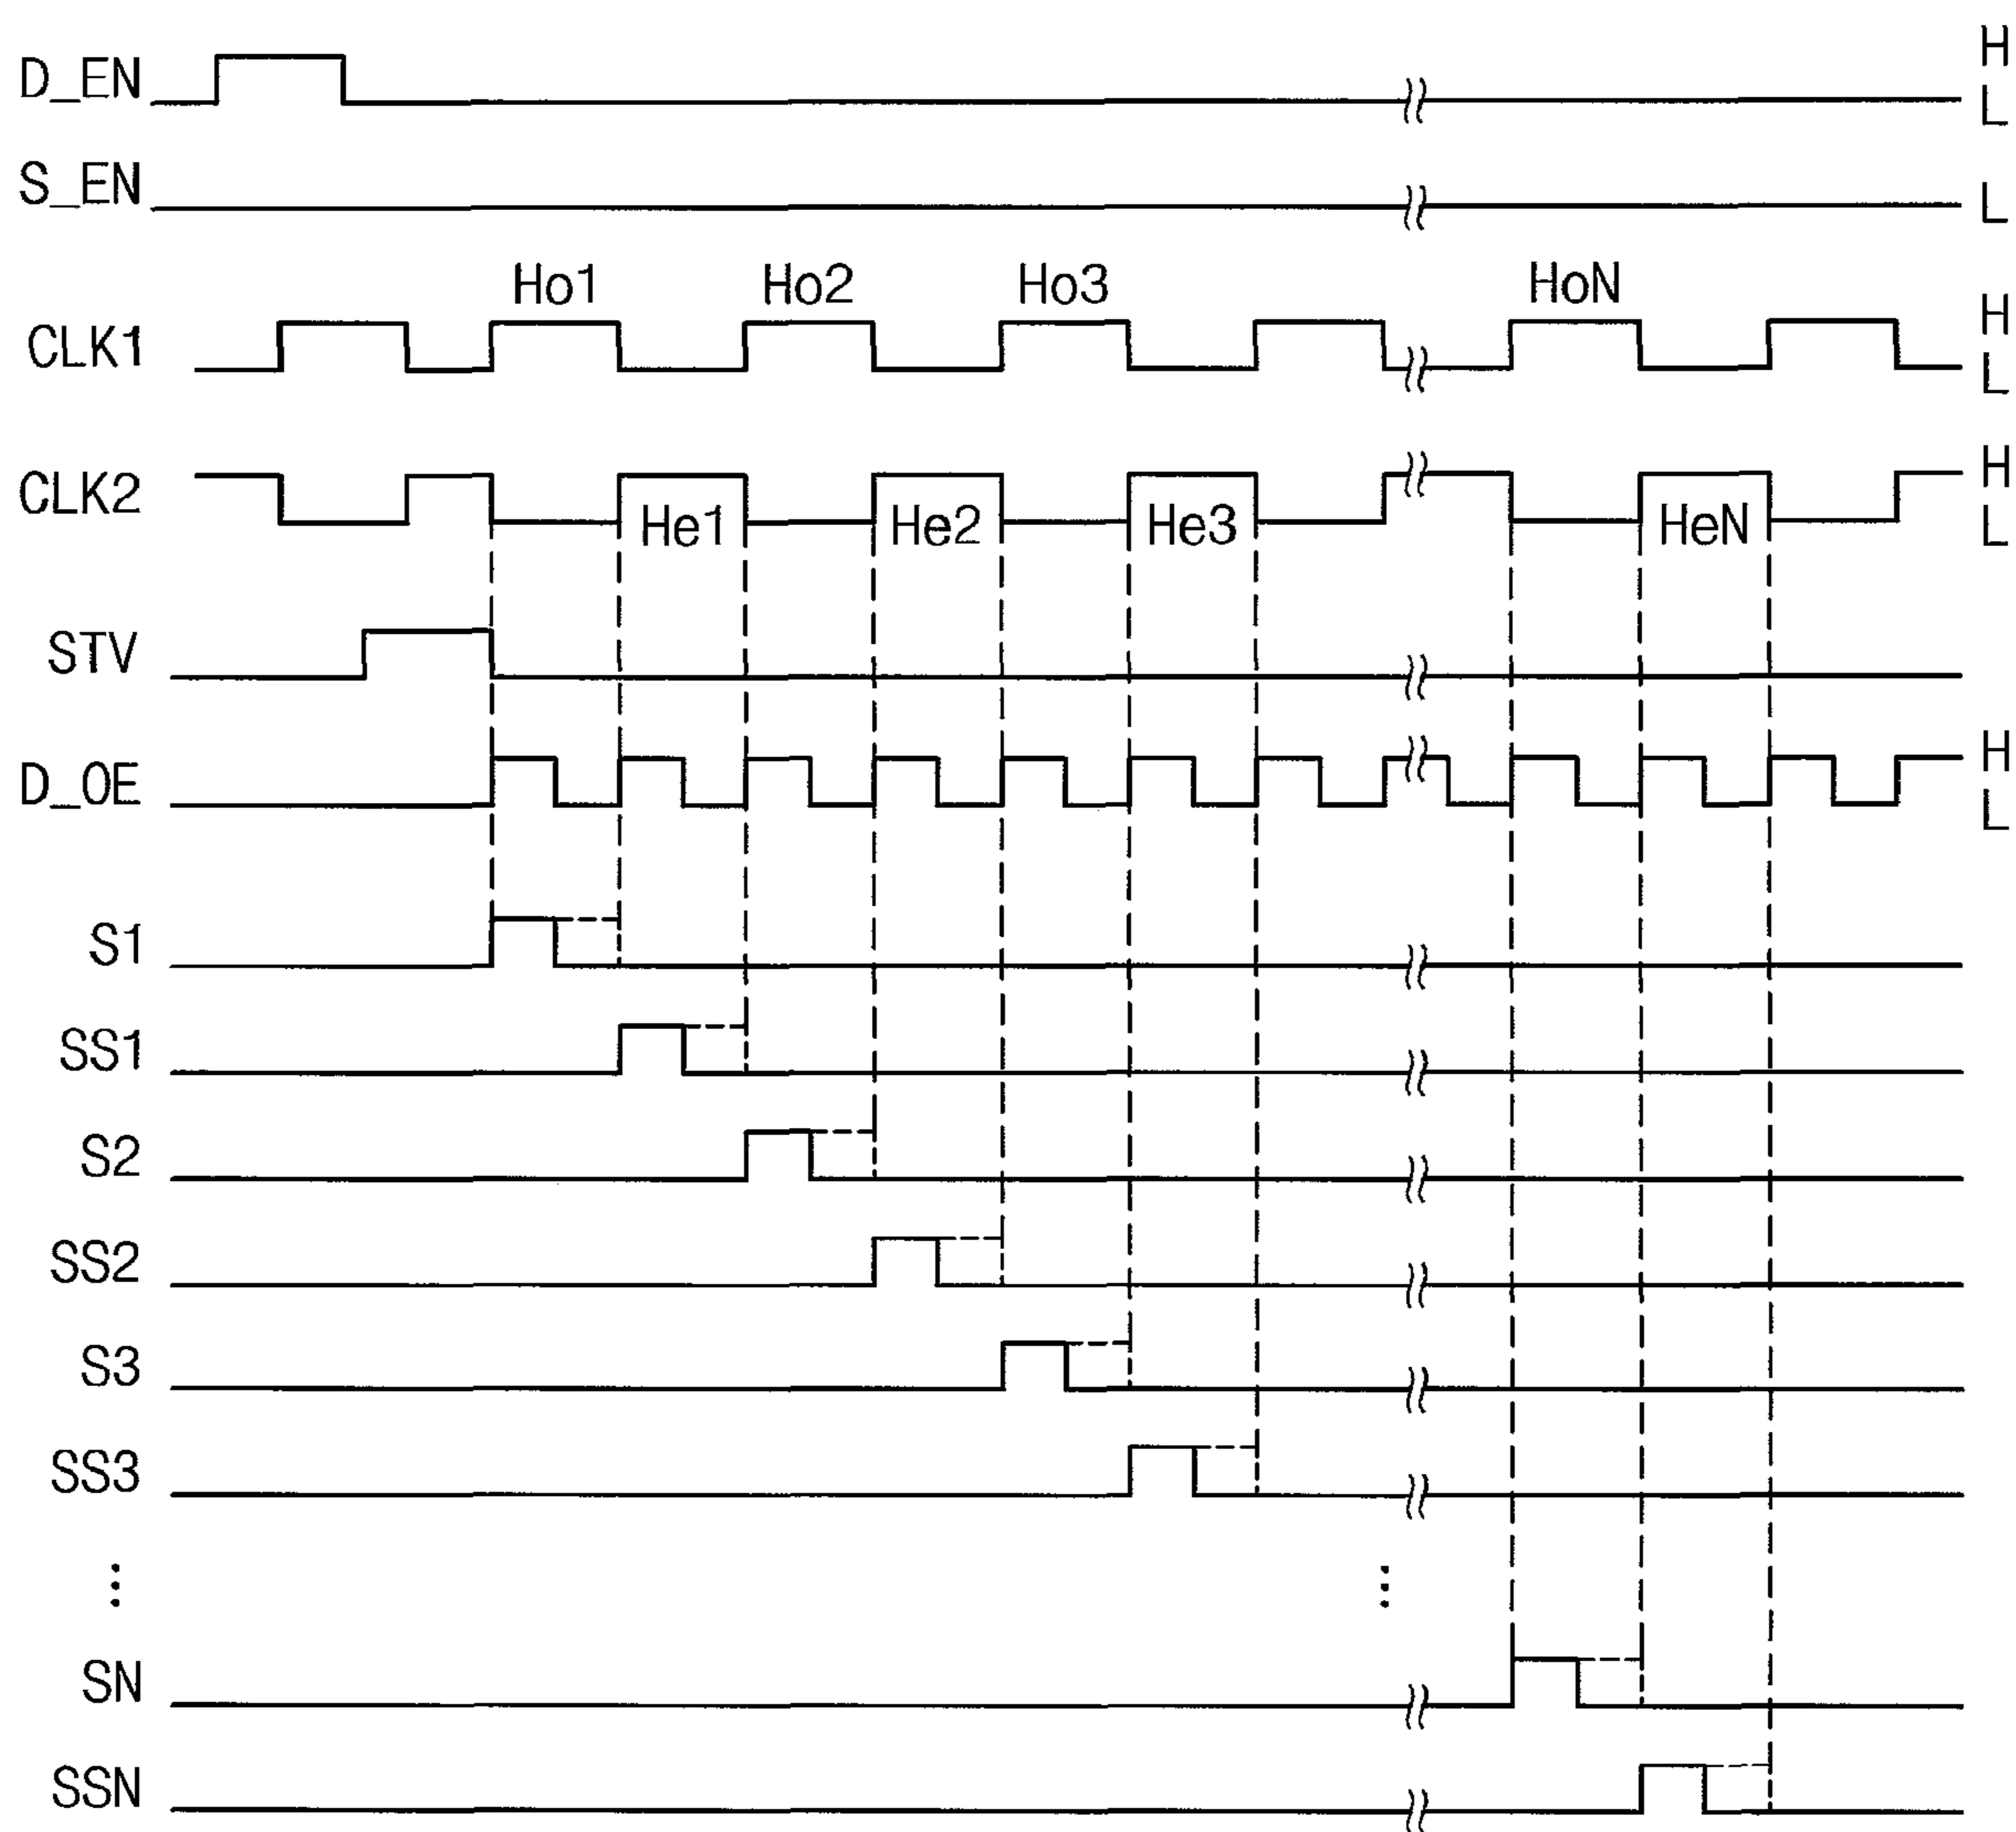 D_EN H
L
S_EN L
Ho1 Ho2 Ho3 HoN
CLK1 H
L
CLK2 H
He1 He2 He3 HeN L
STV
D_OE H
L
S1
SS1
S2
SS2
S3
SS3
⋮ ⋮
SN
SSN